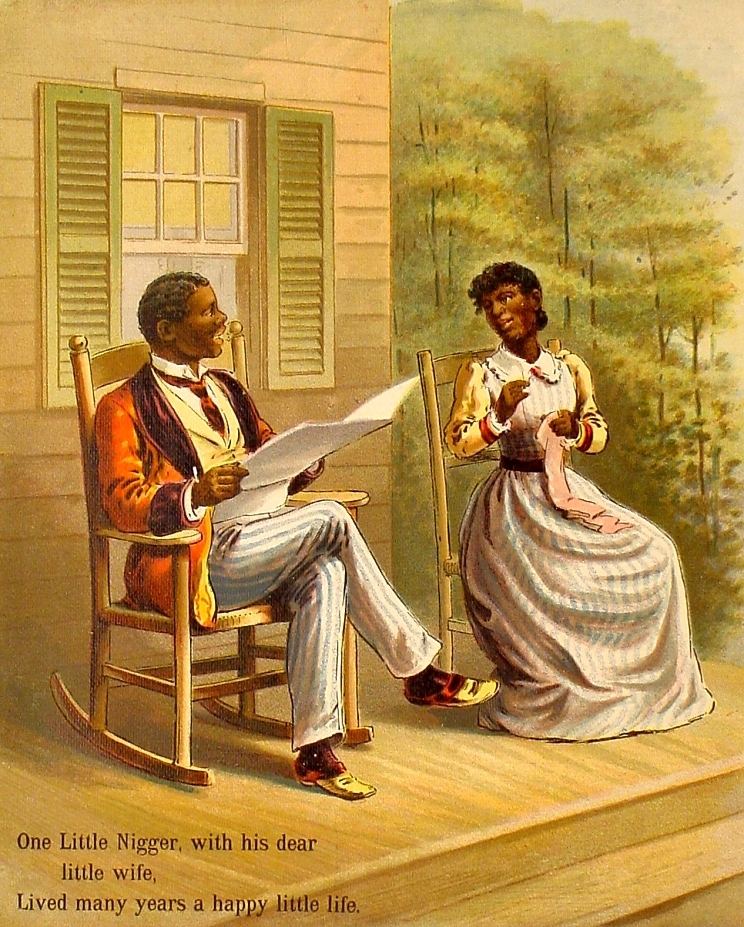 One Little Nigger, with his dear
little wife,
Lived many years a happy little life.